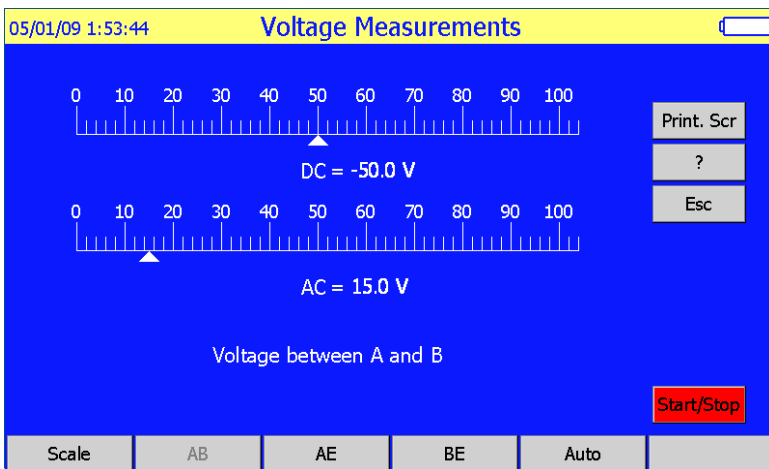 05/01/09 1:53:44 Voltage Measurements
0 10 20 30 40 50 60 70 80 90 100
Print. Scr
DC = -50.0 V
?
0 10 20 30 40 50 60 70 80 90 100
Esc
AC = 15.0 V
Voltage between A and B
Start/Stop
Scale AB AE BE Auto